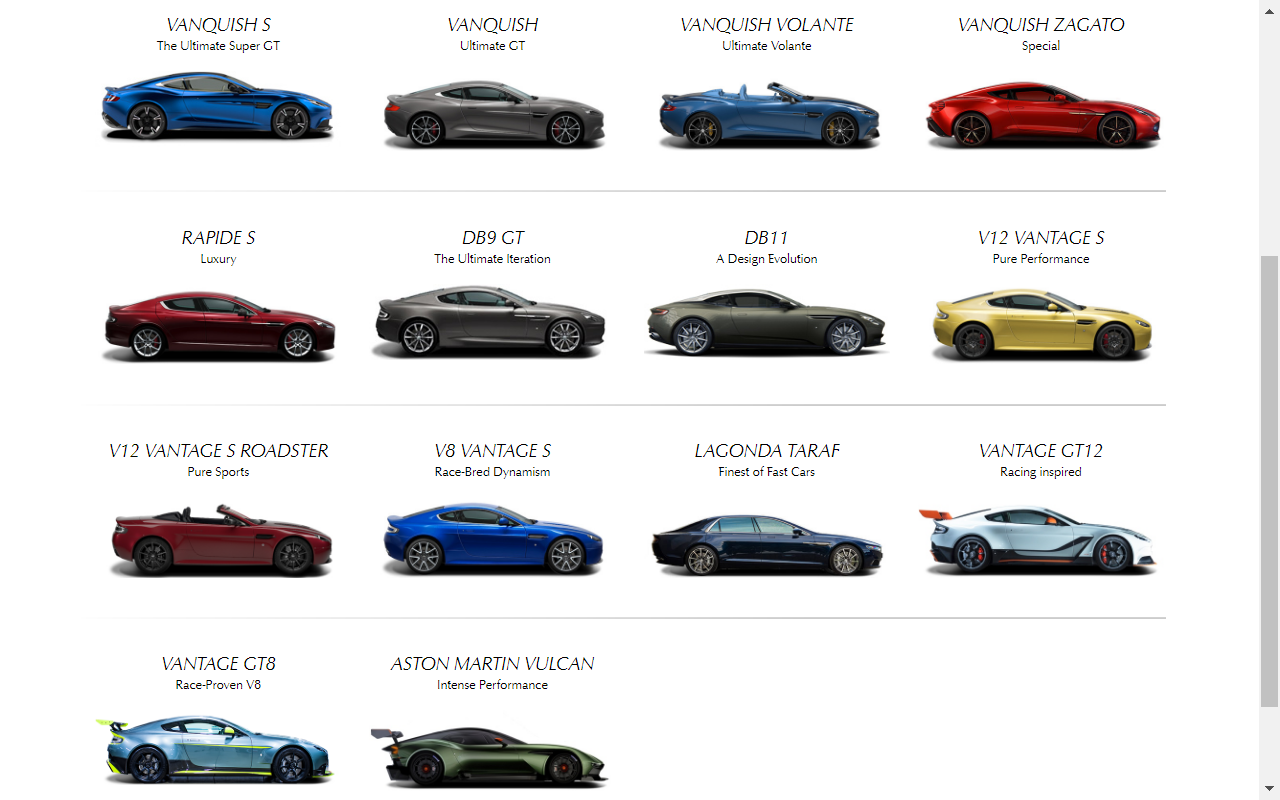 VANQUISH S
The Ultimate Super GT
VANQUISH
Ultimate GT
VANQUISH VOLANTE
Ultimate Volante
VANQUISH ZAGATO
Special
RAPIDE S
Luxury
DB9 GT
The Ultimate Iteration
DB11
A Design Evolution
V12 VANTAGE S
Pure Performance
V12 VANTAGE S ROADSTER
Pure Sports
V8 VANTAGE S
Race-Bred Dynamism
LAGONDA TARAF
Finest of Fast Cars
VANTAGE GT12
Racing inspired
VANTAGE GT8
Race-Proven V8
ASTON MARTIN VULCAN
Intense Performance